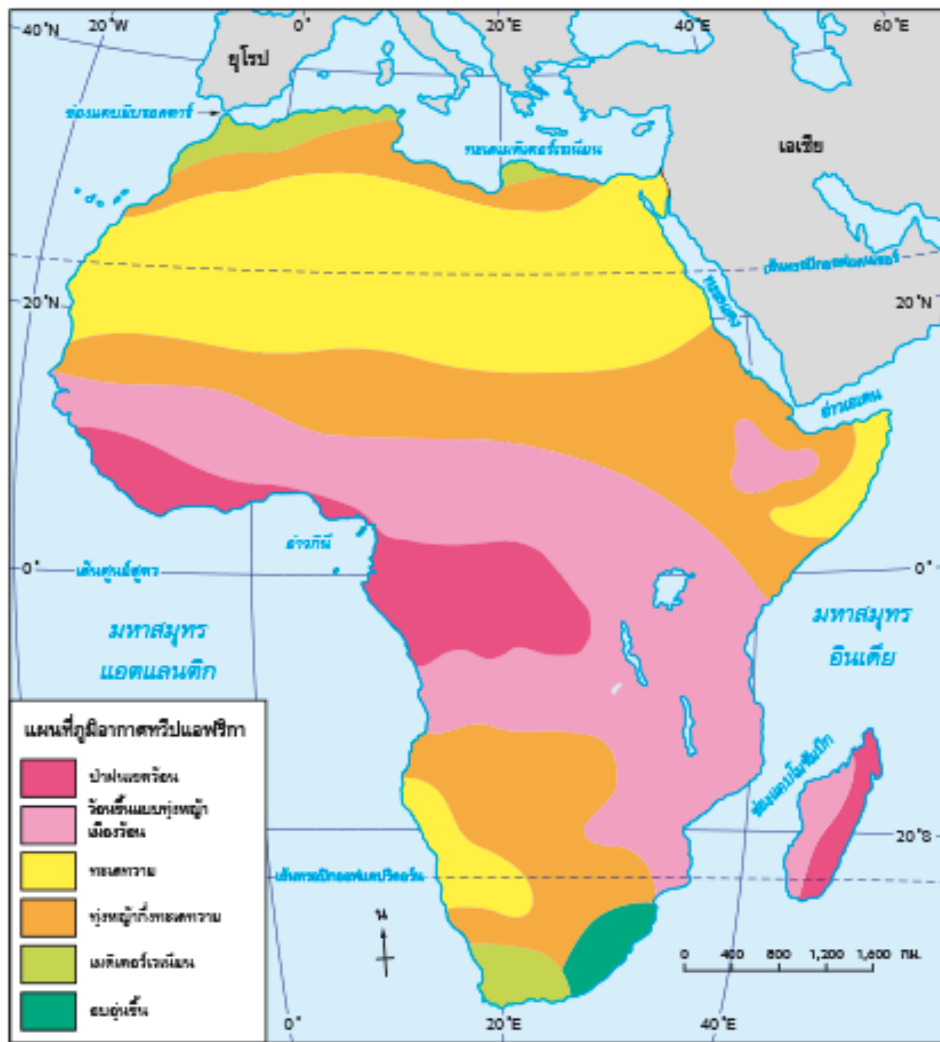 20°W
0°
20°E
40°E
60°E
40°N
ยุโรป
ช่องแคบยิบรอลตาร์
ทะเลเมดิเตอร์เรเนียน
เอเชีย
เส้นทรอปิกออฟแคนเซอร์
20°N
20°N
ทะเลแดง
อ่าวเอเดน
อ่าวกินี
0°
เส้นศูนย์สูตร
0°
มหาสมุทร
แอตแลนติก
มหาสมุทร
อินเดีย
ช่องแคบโมซัมบิก
20°S
เส้นทรอปิกออฟแคปริคอร์น
น
0 400 800 1,200 1,600 กม.
0°
20°E
40°E
แผนที่ภูมิอากาศทวีปแอฟริกา
ป่าฝนเขตร้อน
ร้อนชื้นแบบทุ่งหญ้า
เมืองร้อน
ทะเลทราย
ทุ่งหญ้ากึ่งทะเลทราย
เมดิเตอร์เรเนียน
อบอุ่นชื้น